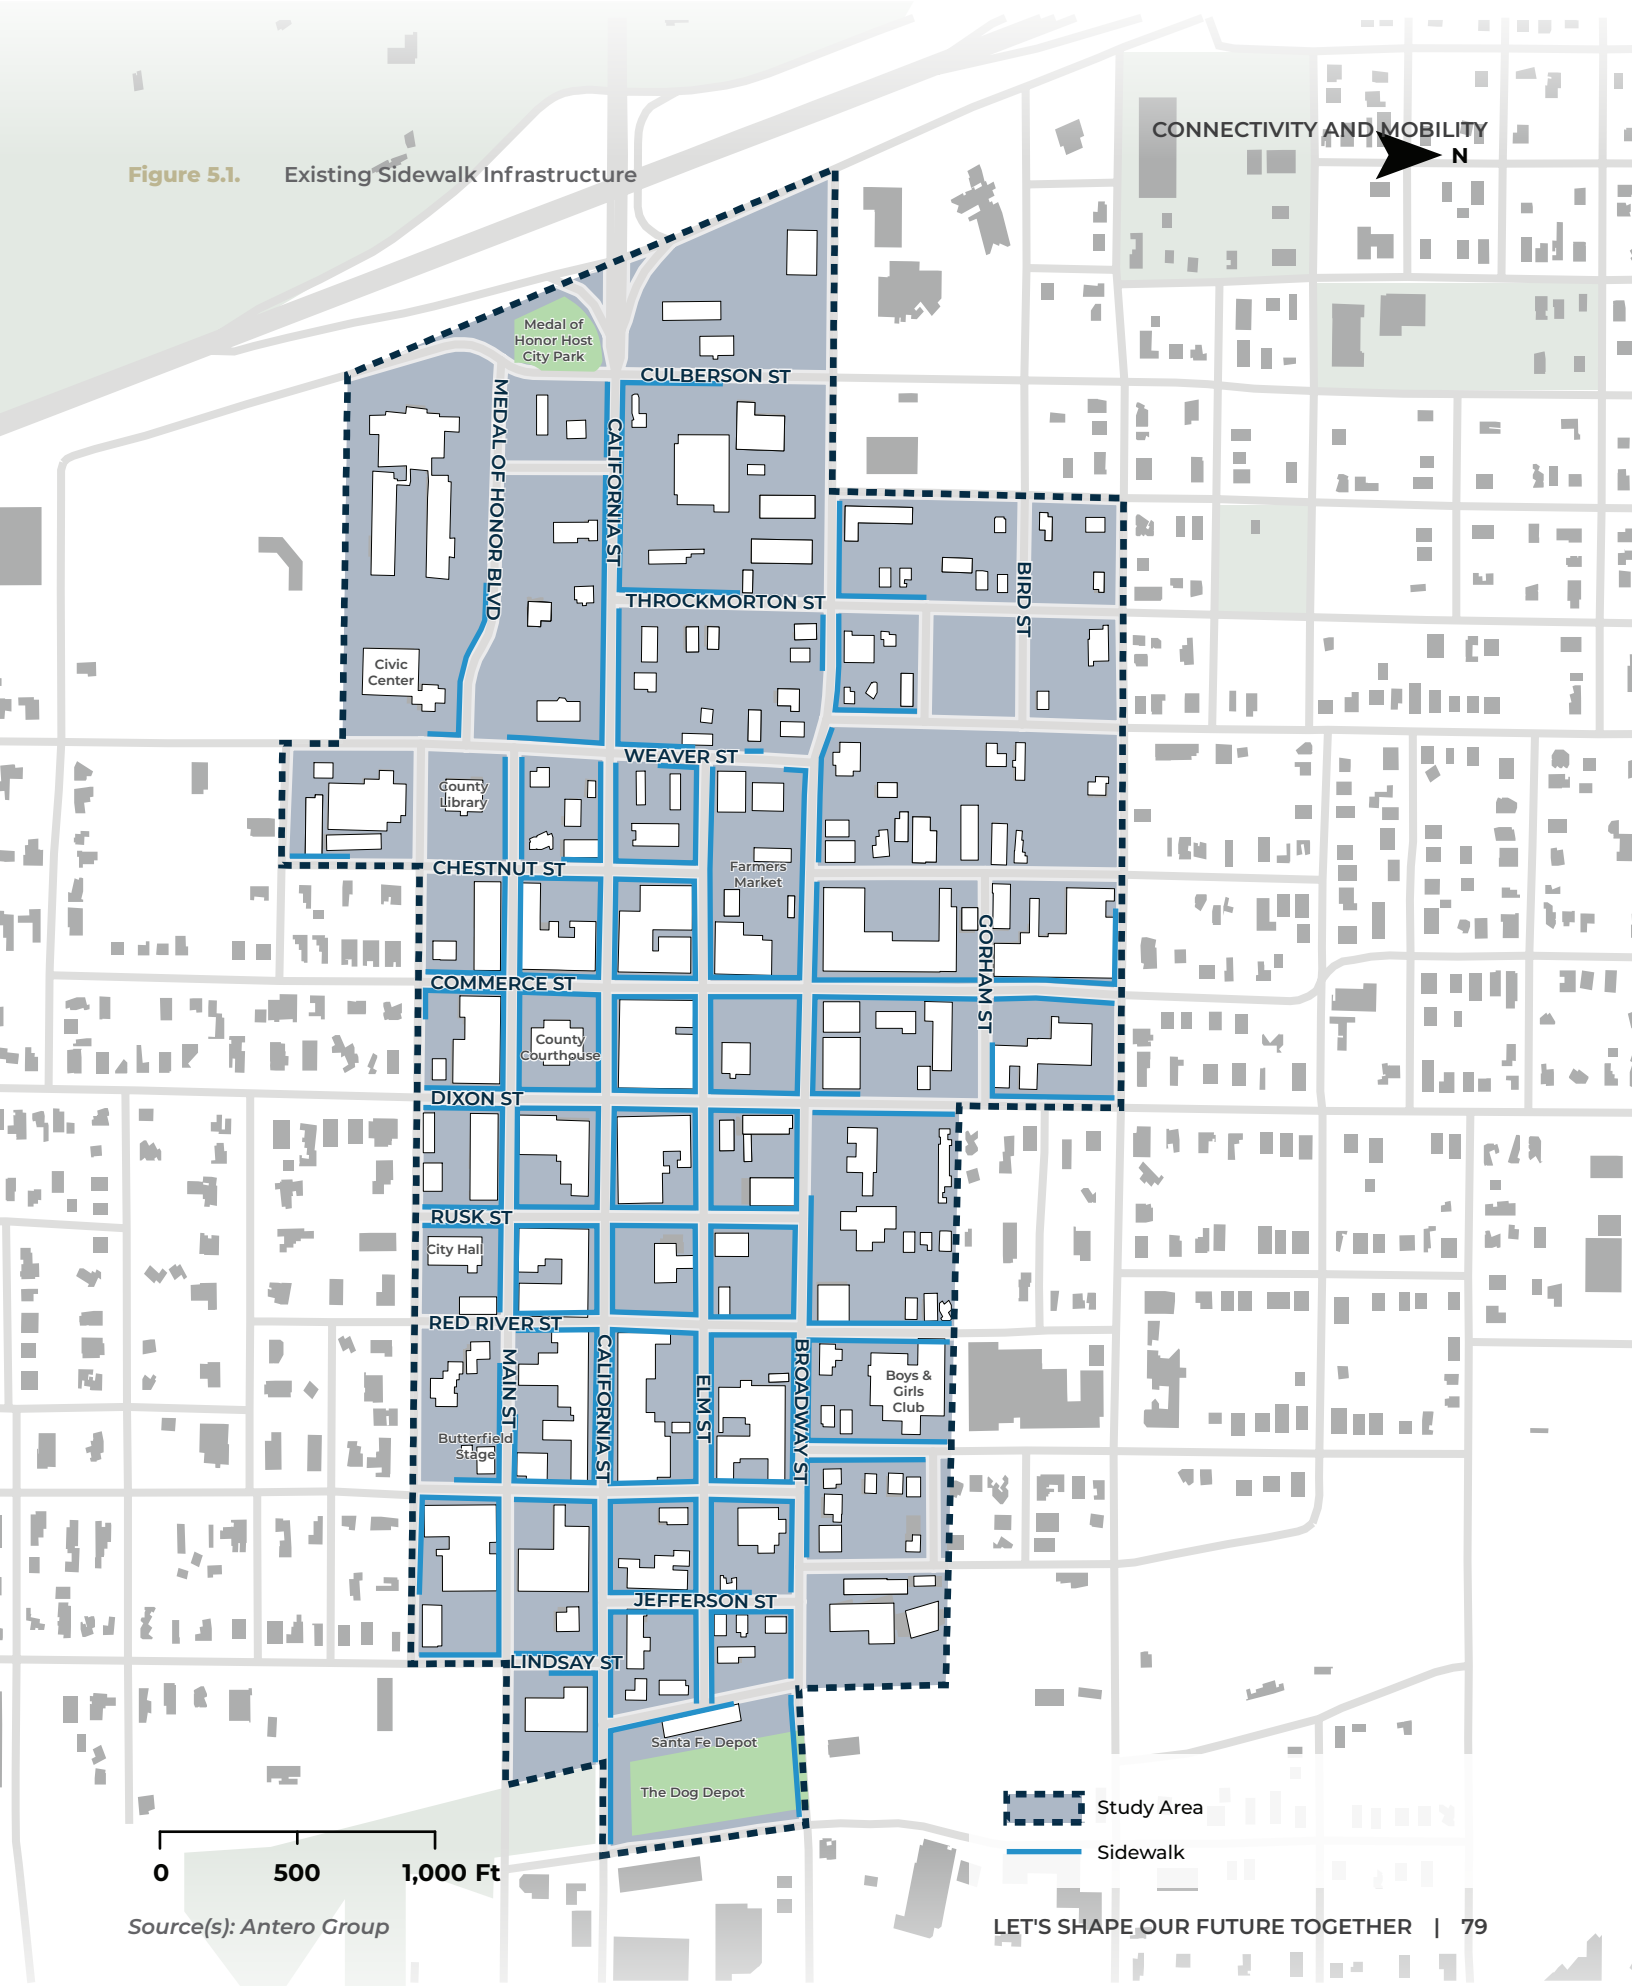 CONNECTIVITY AND MOBILITY
N
Figure 5.1. Existing Sidewalk Infrastructure
Medal of
Honor Host
City Park
CULBERSON ST
MEDAL OF HONOR BLVD
CALIFORNIA ST
THROCKMORTON ST
BIRD ST
Civic
Center
WEAVER ST
County
Library
CHESTNUT ST
Farmers
Market
GORHAM ST
COMMERCE ST
County
Courthouse
DIXON ST
RUSK ST
City Hall
RED RIVER ST
MAIN ST
CALIFORNIA ST
ELM ST
BROADWAY ST
Boys &
Girls
Club
Butterfield
Stage
JEFFERSON ST
LINDSAY ST
Santa Fe Depot
The Dog Depot
Study Area
Sidewalk
0 500 1,000 Ft
Source(s): Antero Group
LET'S SHAPE OUR FUTURE TOGETHER | 79